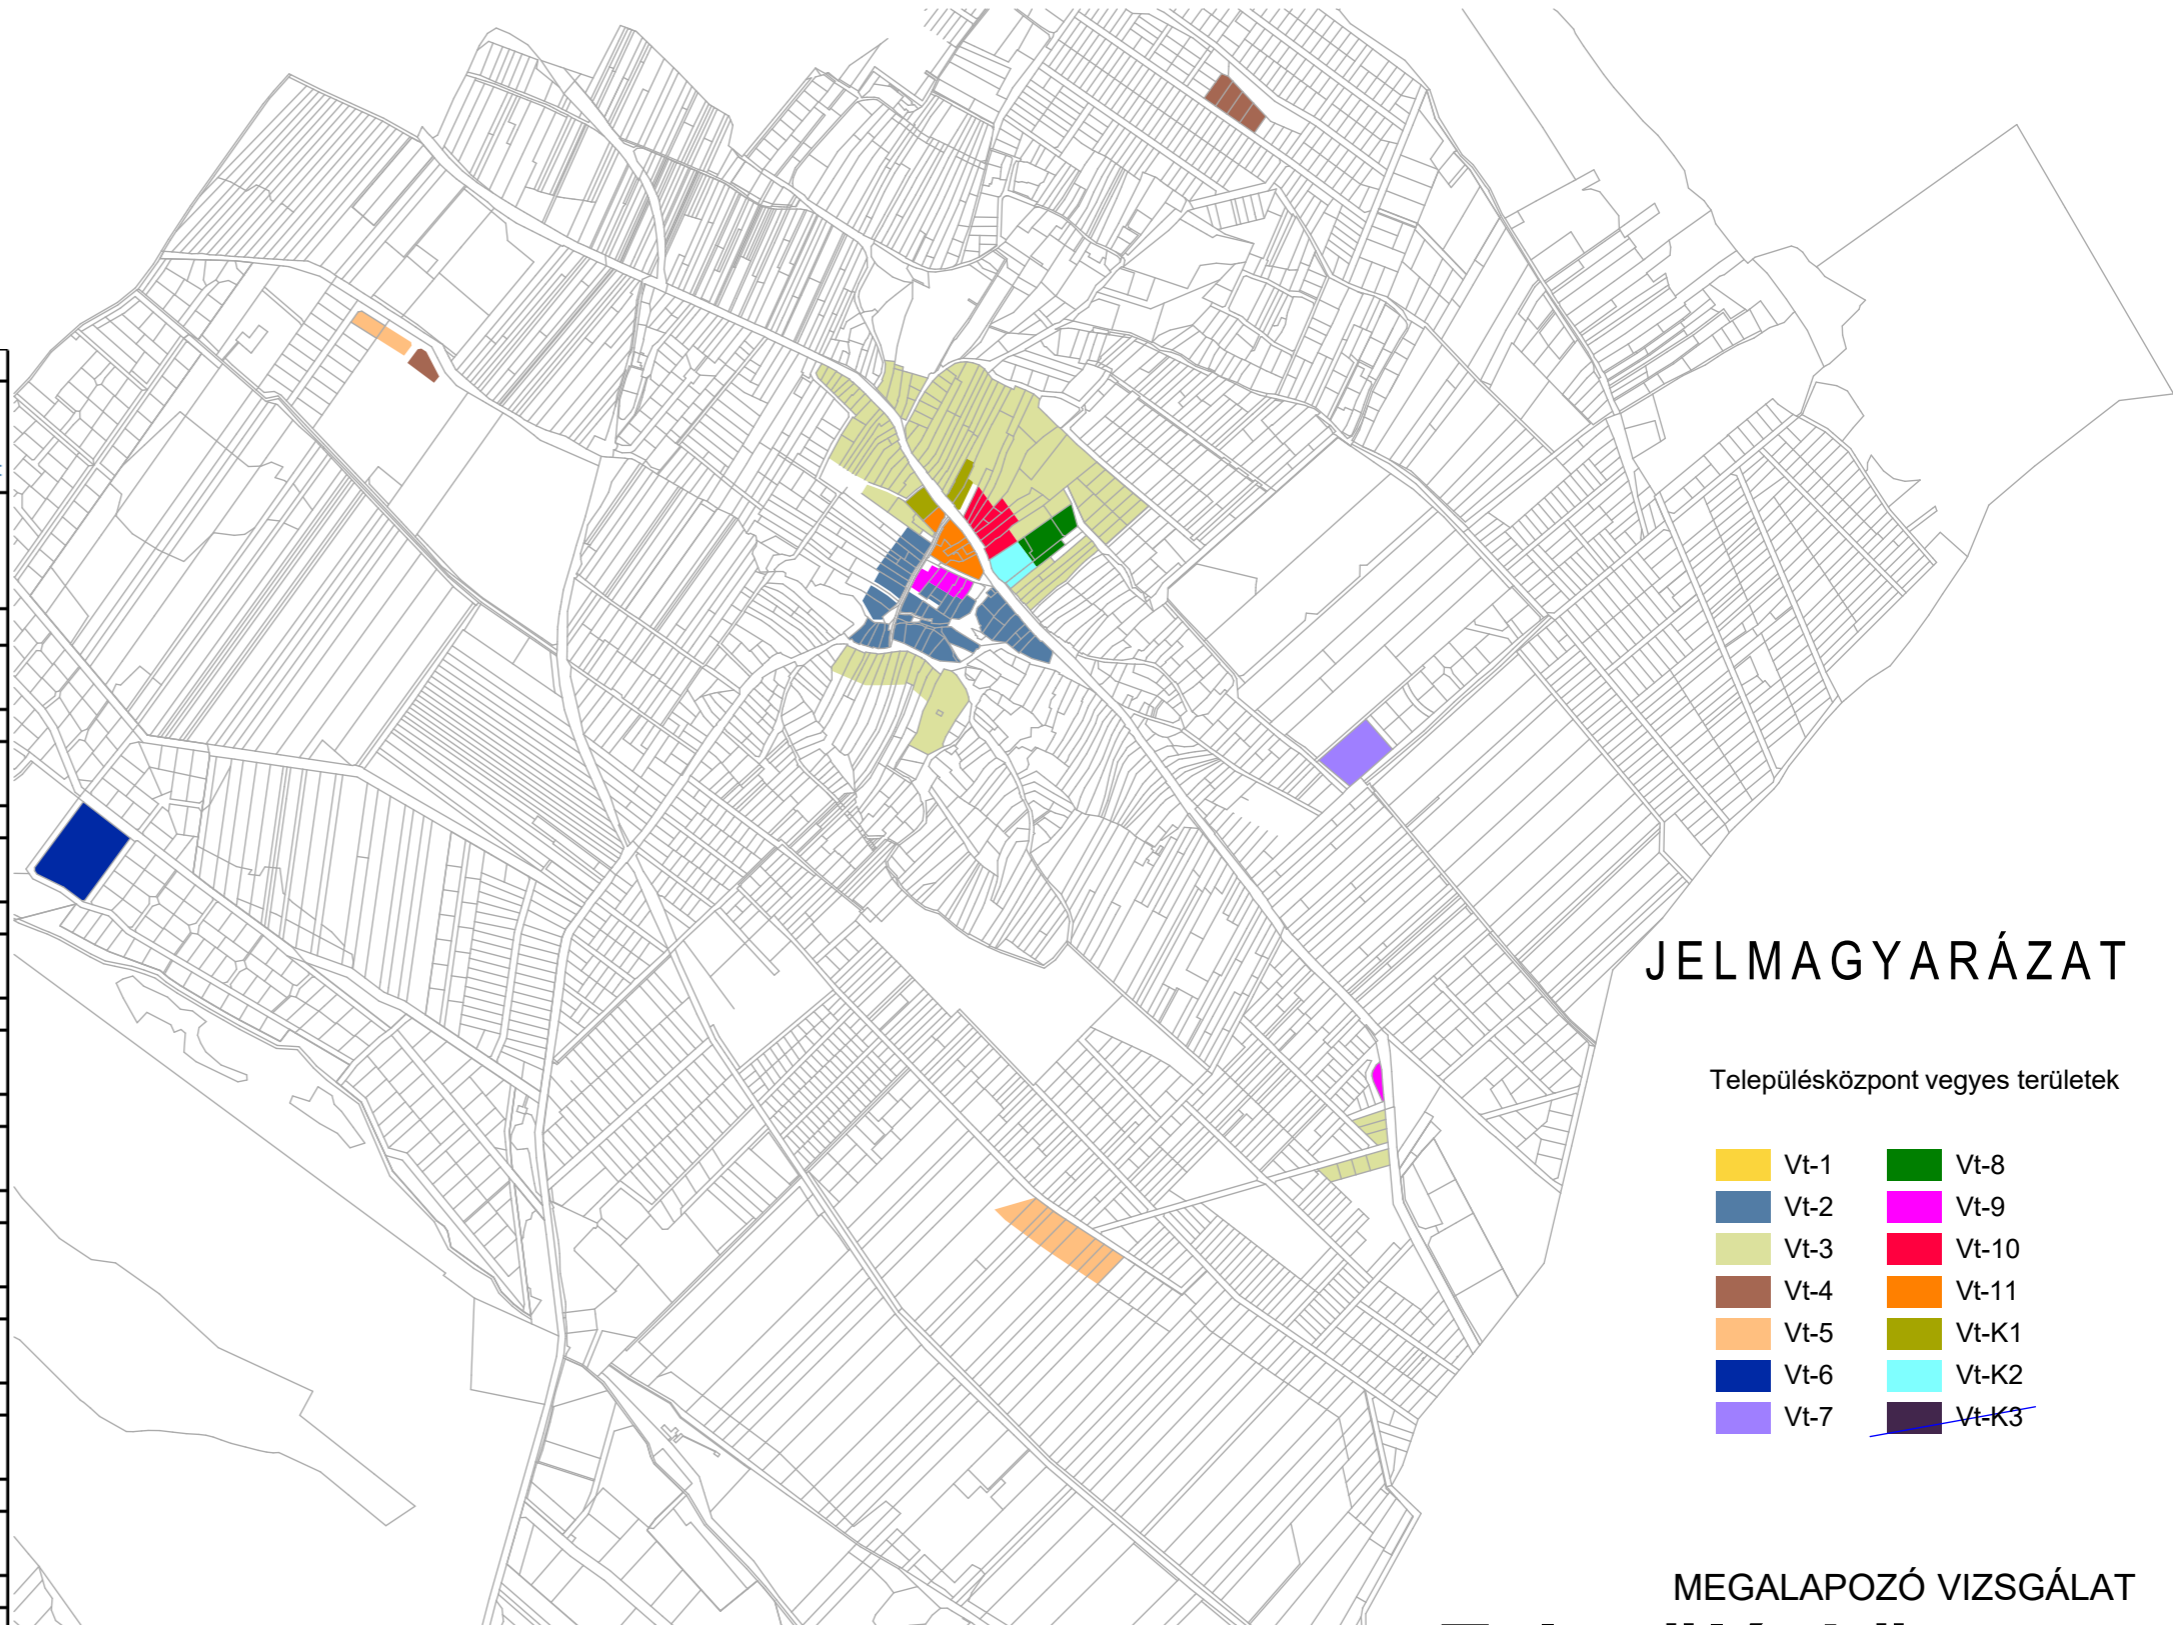 JELMAGYARÁZAT
Településközpont vegyes területek
Vt-1
Vt-2
Vt-3
Vt-4
Vt-5
Vt-6
Vt-7
Vt-8
Vt-9
Vt-10
Vt-11
Vt-K1
Vt-K2
Vt-K3
MEGALAPOZÓ VIZSGÁLAT